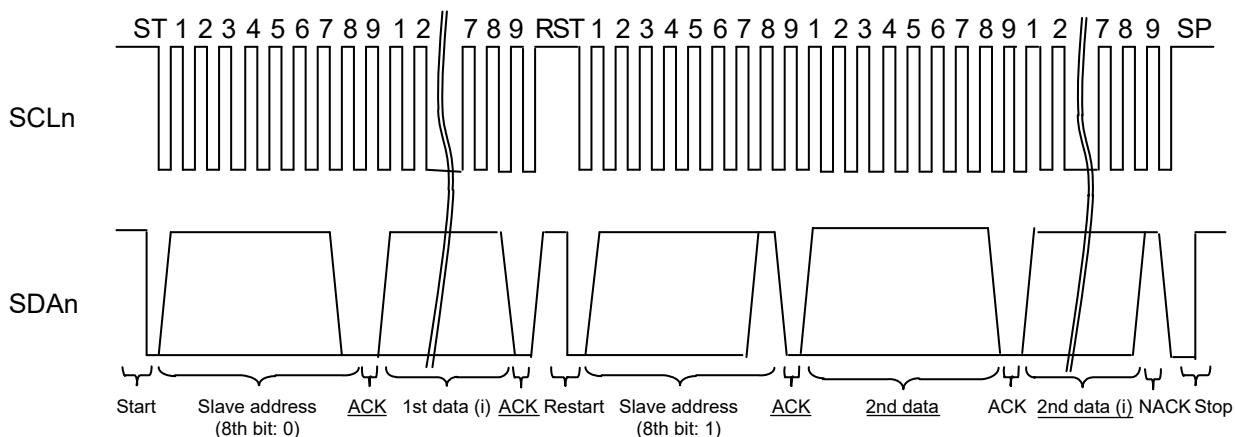 ST 1 2 3 4 5 6 7 8 9 1 2 7 8 9 RST 1 2 3 4 5 6 7 8 9 1 2 3 4 5 6 7 8 9 1 2 7 8 9 SP
SCLn
SDAn
Start Slave address ACK 1st data (i) ACK Restart Slave address ACK 2nd data ACK 2nd data (i) NACK Stop
(8th bit: 0) (8th bit: 1)